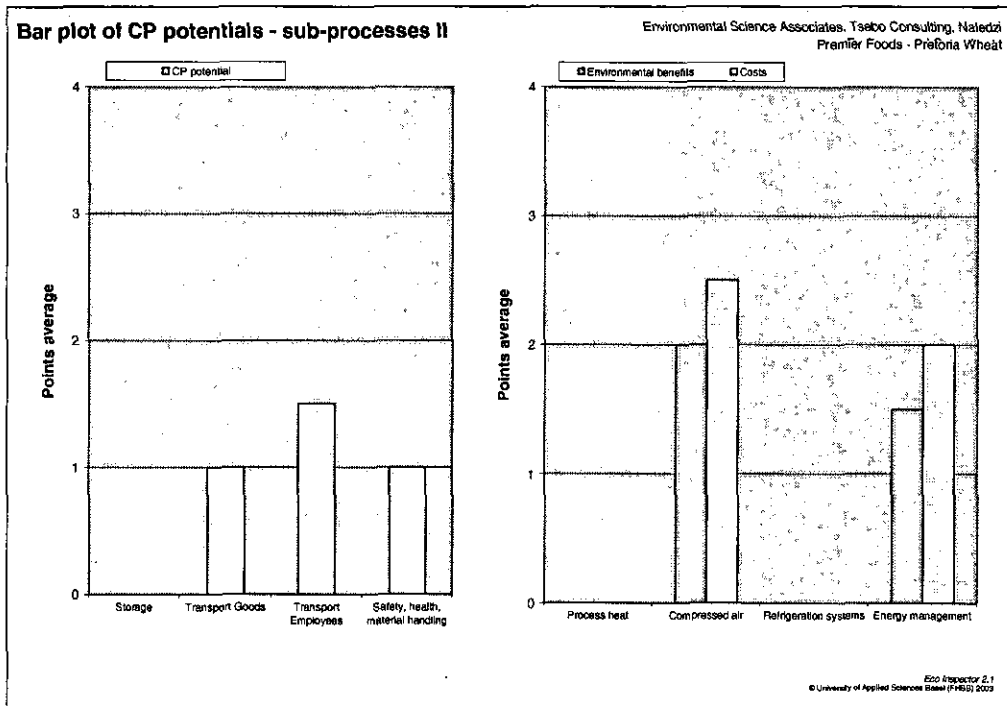 Bar plot of CP potentials - sub-processes II
Environmental Science Associates, Tsebo Consulting, Naledzi
Premier Foods - Pretoria Wheat
CP potential
4
3
2
1
0
Points average
Storage
Transport Goods
Transport
Employees
Safety, health,
material handling
Environmental benefits
Costs
4
3
2
1
0
Points average
Process heat
Compressed air
Refrigeration systems
Energy management
Eco Inspector 2.1
© University of Applied Sciences Basel (FHBB) 2003